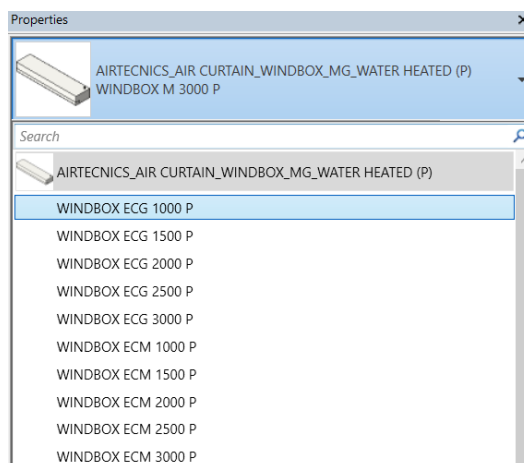 Properties
AIRTECNICS_AIR CURTAIN_WINDBOX_MG_WATER HEATED (P)
WINDBOX M 3000 P
Search
AIRTECNICS_AIR CURTAIN_WINDBOX_MG_WATER HEATED (P)
WINDBOX ECG 1000 P
WINDBOX ECG 1500 P
WINDBOX ECG 2000 P
WINDBOX ECG 2500 P
WINDBOX ECG 3000 P
WINDBOX ECM 1000 P
WINDBOX ECM 1500 P
WINDBOX ECM 2000 P
WINDBOX ECM 2500 P
WINDBOX ECM 3000 P